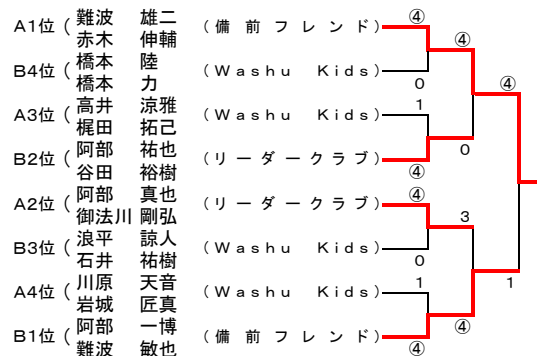 難波 雄二
A1位 ( (備前フレンド) ④
赤木 伸輔 ④
橋本 陸
B4位 ( (Washu Kids)
橋本 力 0
④
高井 涼雅 1
A3位 ( (Washu Kids)
梶田 拓己
0
阿部 祐也
B2位 ( (リーダークラブ)
谷田 裕樹 ④
阿部 真也 ④
A2位 ( (リーダークラブ)
御法川 剛弘 3
浪平 諒人
B3位 ( (Washu Kids)
石井 祐樹 0
川原 天音 1 1
A4位 ( (Washu Kids)
岩城 匠真
阿部 一博 ④
B1位 ( (備前フレンド)
難波 敏也 ④